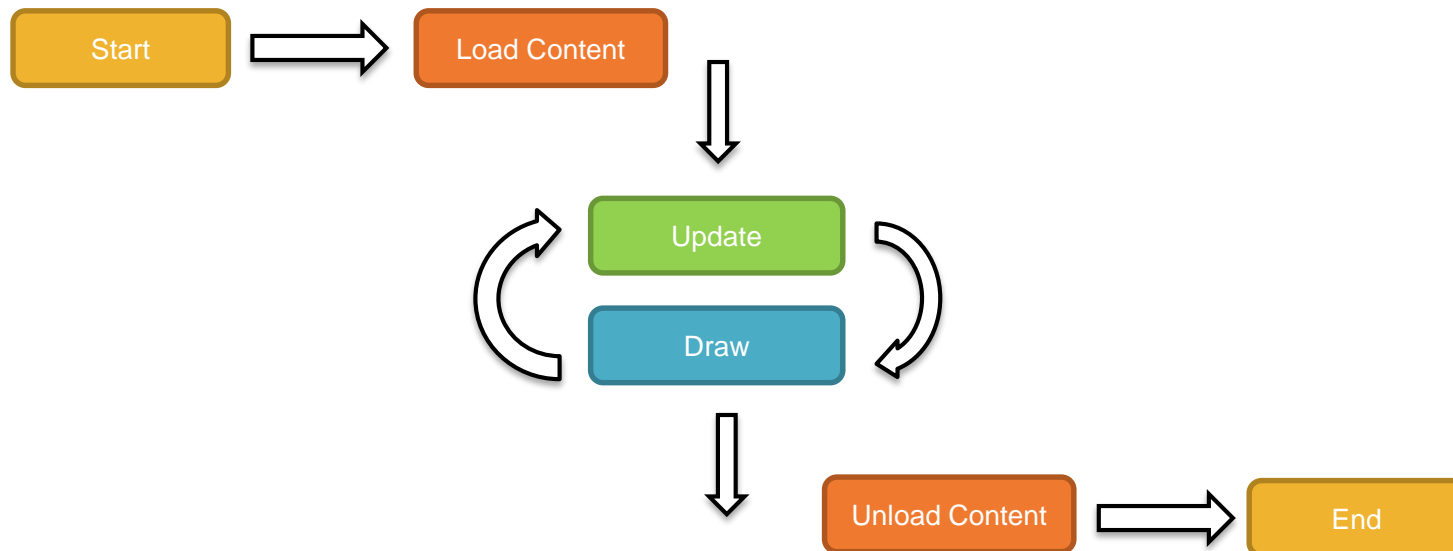 Start
Load Content
Update
Draw
Unload Content
End